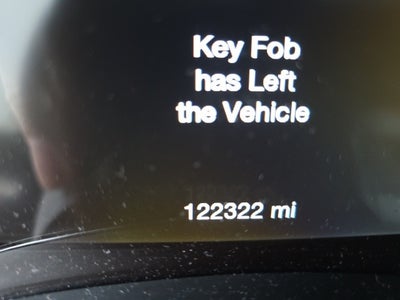 Key Fob
has Left
the Vehicle
122322 mi